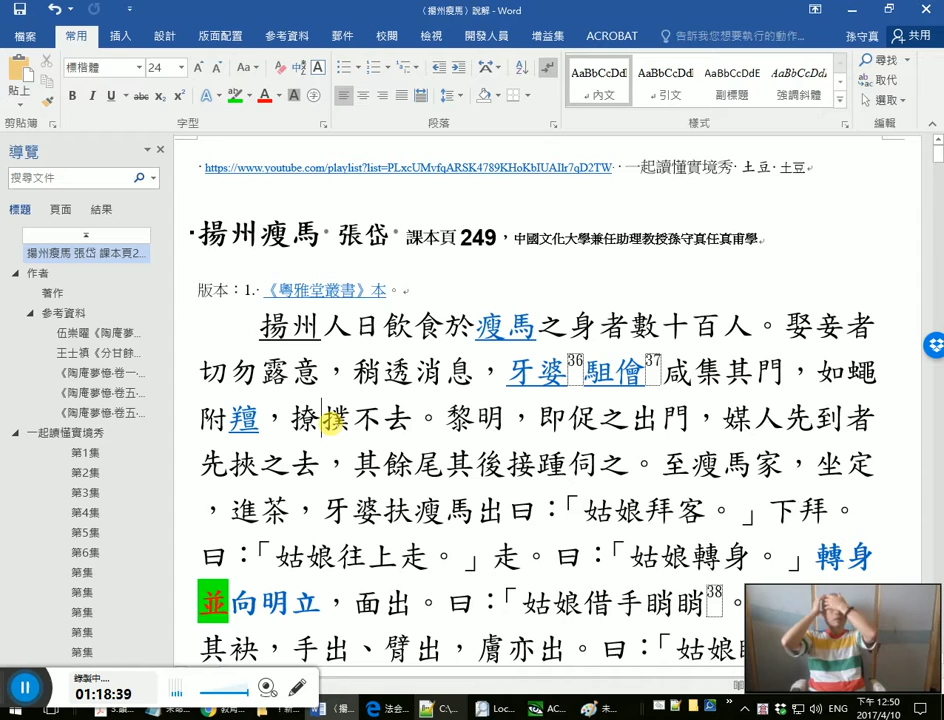 〈揚州瘦馬〉說解 - Word
檔案 常用 插入 設計 版面配置 參考資料 郵件 校閱 檢視 開發人員 增益集 ACROBAT 告訴我您想要執行的動作... 孫守真 共用
標楷體 24 尋找
取代
選取
貼上
AaBbCcDdI AaBbCcDdI AaBbCcDdE AaBbCcDdE
內文 引文 副標題 強調斜體
剪貼簿 字型 段落 樣式 編輯
導覽
搜尋文件
標題 頁面 結果
揚州瘦馬 張岱 課本頁2...
作者
著作
參考資料
伍崇曜《陶庵夢...
王士禛《分甘餘...
《陶庵夢憶·卷一...
《陶庵夢憶·卷五...
《陶庵夢憶·卷五...
一起讀懂實境秀
第1集
第2集
第3集
第4集
第5集
第6集
第集
第集
第集
第集
第集
https://www.youtube.com/playlist?list=PLxcUMvfqARSK4789KHoKbIUAIIr7qD2TW 一起讀懂實境秀 土豆 土豆
揚州瘦馬 張岱 課本頁249，中國文化大學兼任助理教授孫守真任真甫學
版本：1. 《粵雅堂叢書》本。
揚州人日飲食於瘦馬之身者數十百人。娶妾者
切勿露意，稍透消息，牙婆36駔儈37咸集其門，如蠅
附羶，撩撲不去。黎明，即促之出門，媒人先到者
先挾之去，其餘尾其後接踵伺之。至瘦馬家，坐定
，進茶，牙婆扶瘦馬出曰：「姑娘拜客。」下拜。
曰：「姑娘往上走。」走。曰：「姑娘轉身。」轉身
並向明立，面出。曰：「姑娘借手睄睄38。
其袂，手出、臂出，膚亦出。曰：「姑娘
錄製中...
01:18:39
ENG
下午 12:50
2017/4/10